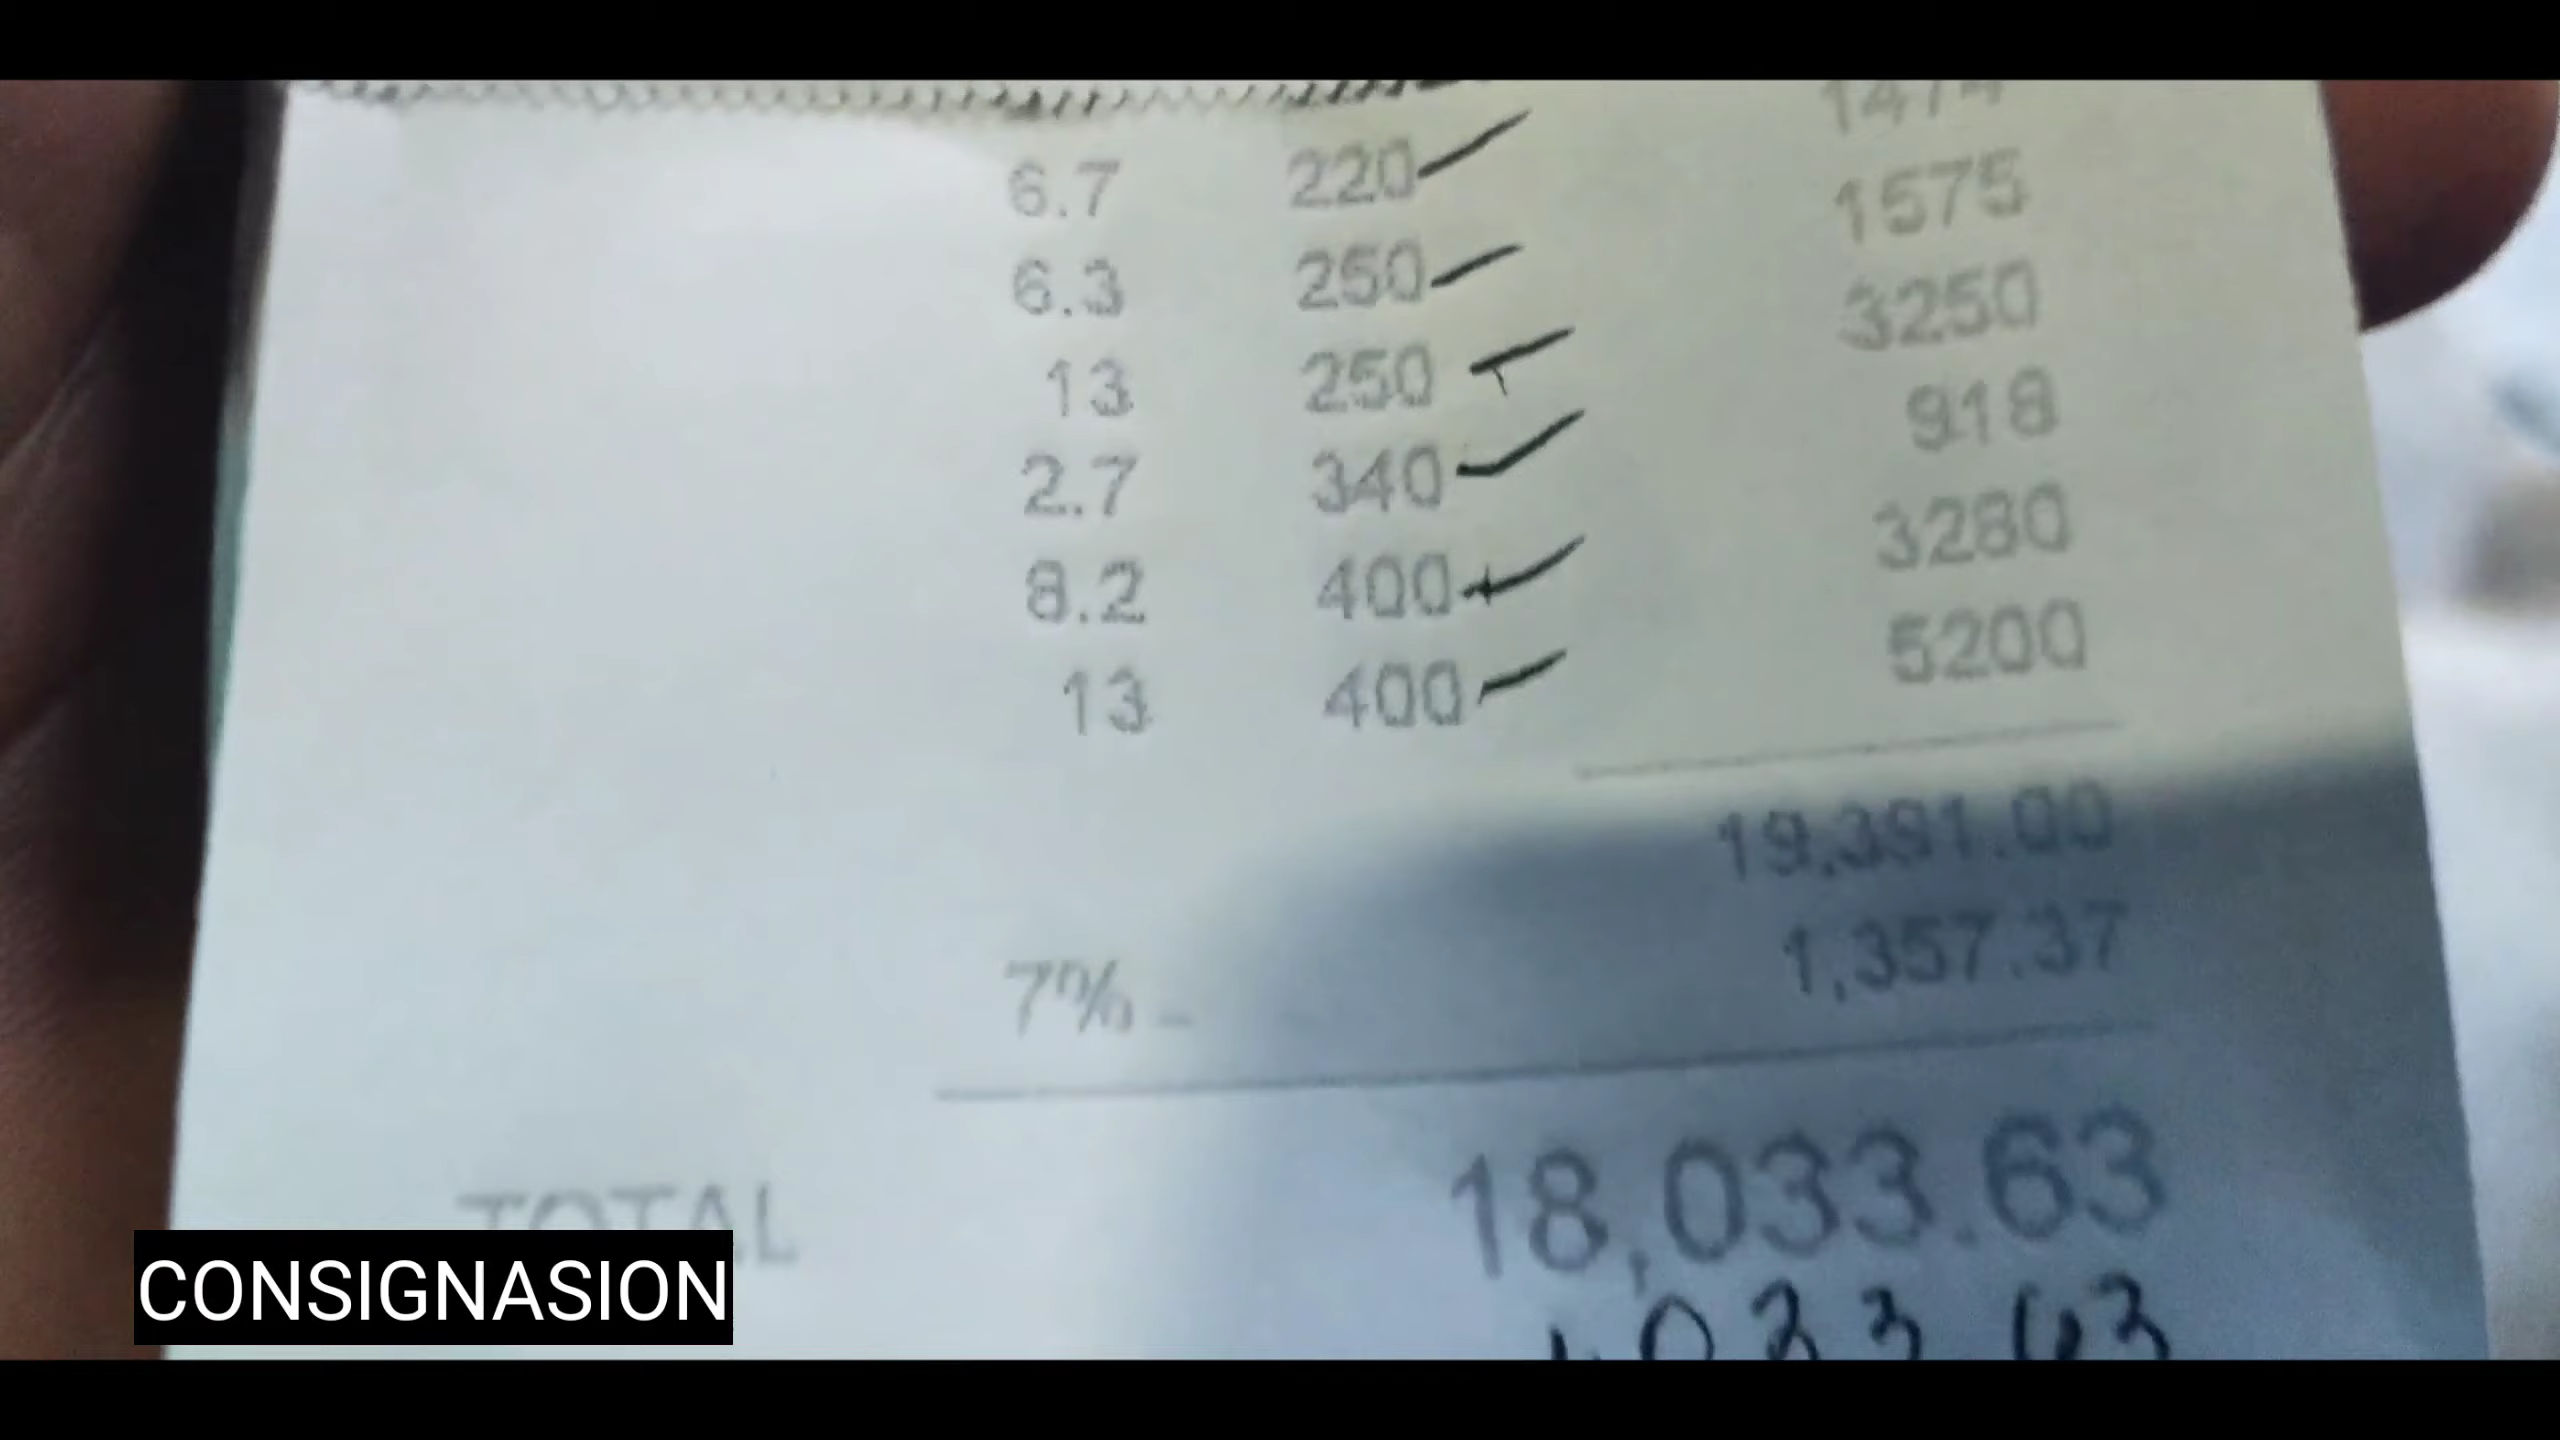 6.7 220 1474
6.3 250 1575
13 250 3250
2.7 340 918
8.2 400 3280
13 400 5200
19,391.00
7% - 1,357.37
TOTAL 18,033.63
CONSIGNASION